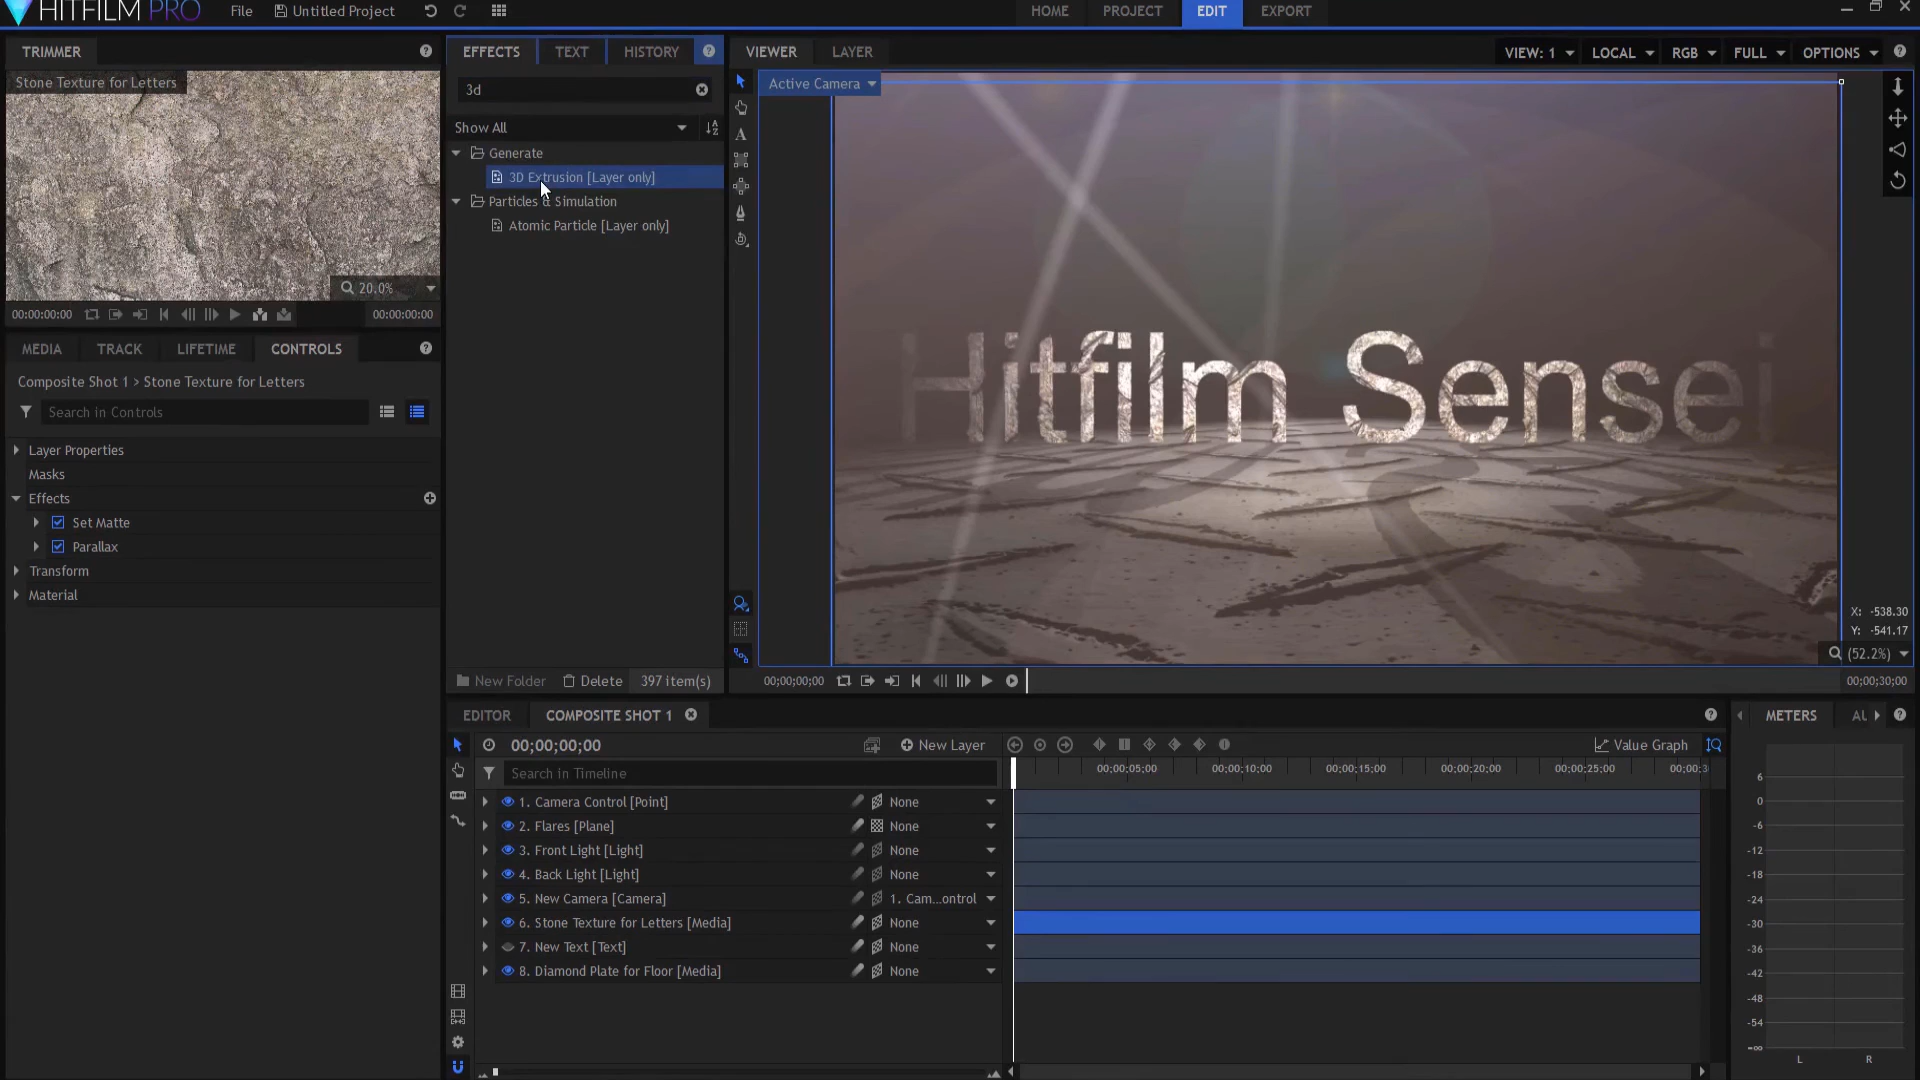 HITFILM PRO
File
Untitled Project
HOME
PROJECT
EDIT
EXPORT
TRIMMER
Stone Texture for Letters
20.0%
00:00:00:00
00:00:00:00
MEDIA
TRACK
LIFETIME
CONTROLS
Composite Shot 1 > Stone Texture for Letters
Search in Controls
Layer Properties
Masks
Effects
Set Matte
Parallax
Transform
Material
EFFECTS
TEXT
HISTORY
3d
Show All
Generate
3D Extrusion [Layer only]
Particles & Simulation
Atomic Particle [Layer only]
New Folder
Delete
397 item(s)
VIEWER
LAYER
VIEW: 1
LOCAL
RGB
FULL
OPTIONS
Active Camera
Hitfilm Sensei
X: -538.30
Y: -541.17
(52.2%)
00;00;00;00
00;00;30;00
EDITOR
COMPOSITE SHOT 1
00;00;00;00
New Layer
Value Graph
Search in Timeline
00;00;05;00
00;00;10;00
00;00;15;00
00;00;20;00
00;00;25;00
00;00;3
1. Camera Control [Point]
None
2. Flares [Plane]
None
3. Front Light [Light]
None
4. Back Light [Light]
None
5. New Camera [Camera]
1. Cam...ontrol
6. Stone Texture for Letters [Media]
None
7. New Text [Text]
None
8. Diamond Plate for Floor [Media]
None
METERS
AU
6
0
-6
-12
-18
-24
-30
-36
-42
-48
-54
-∞
L
R